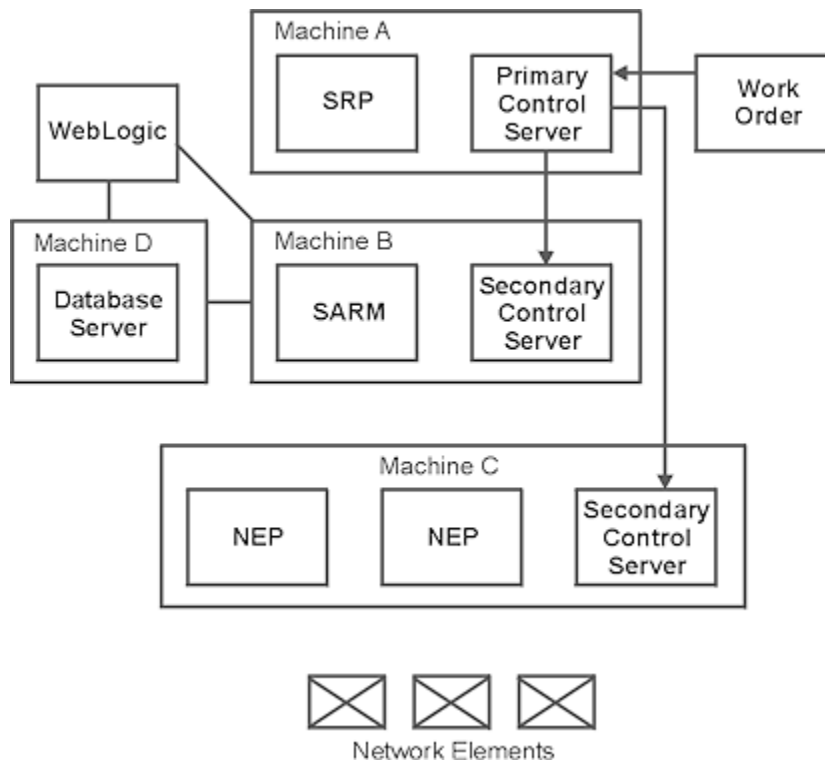 Machine A
SRP
Primary
Control
Server
Work
Order
WebLogic
Machine D
Database
Server
Machine B
SARM
Secondary
Control
Server
Machine C
NEP
NEP
Secondary
Control
Server
Network Elements